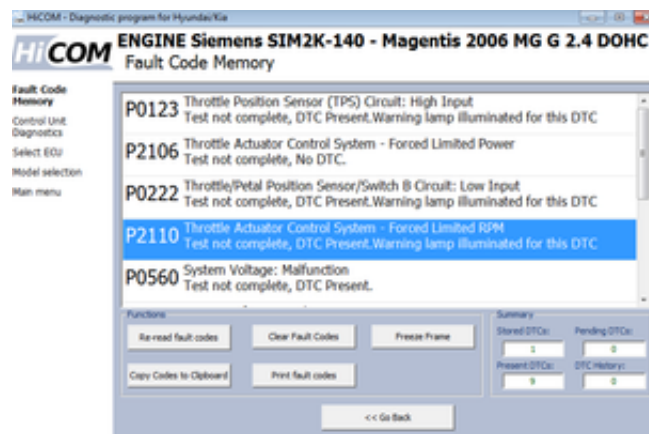 HiCOM - Diagnostic program for Hyundai/Kia
HiCOM
ENGINE Siemens SIM2K-140 - Magentis 2006 MG G 2.4 DOHC
Fault Code Memory
Fault Code
Memory
Control Unit
Diagnostics
Select ECU
Model selection
Main menu
P0123 Throttle Position Sensor (TPS) Circuit: High Input
Test not complete, DTC Present.Warning lamp illuminated for this DTC
P2106 Throttle Actuator Control System - Forced Limited Power
Test not complete, No DTC.
P0222 Throttle/Petal Position Sensor/Switch B Circuit: Low Input
Test not complete, DTC Present.Warning lamp illuminated for this DTC
P2110 Throttle Actuator Control System - Forced Limited RPM
Test not complete, DTC Present.Warning lamp illuminated for this DTC
P0560 System Voltage: Malfunction
Test not complete, DTC Present.
Functions
Re-read fault codes
Clear Fault Codes
Freeze Frame
Copy Codes to Clipboard
Print fault codes
Summary
Stored DTCs: Pending DTCs:
1 0
Present DTCs: DTC History:
9 0
<< Go Back